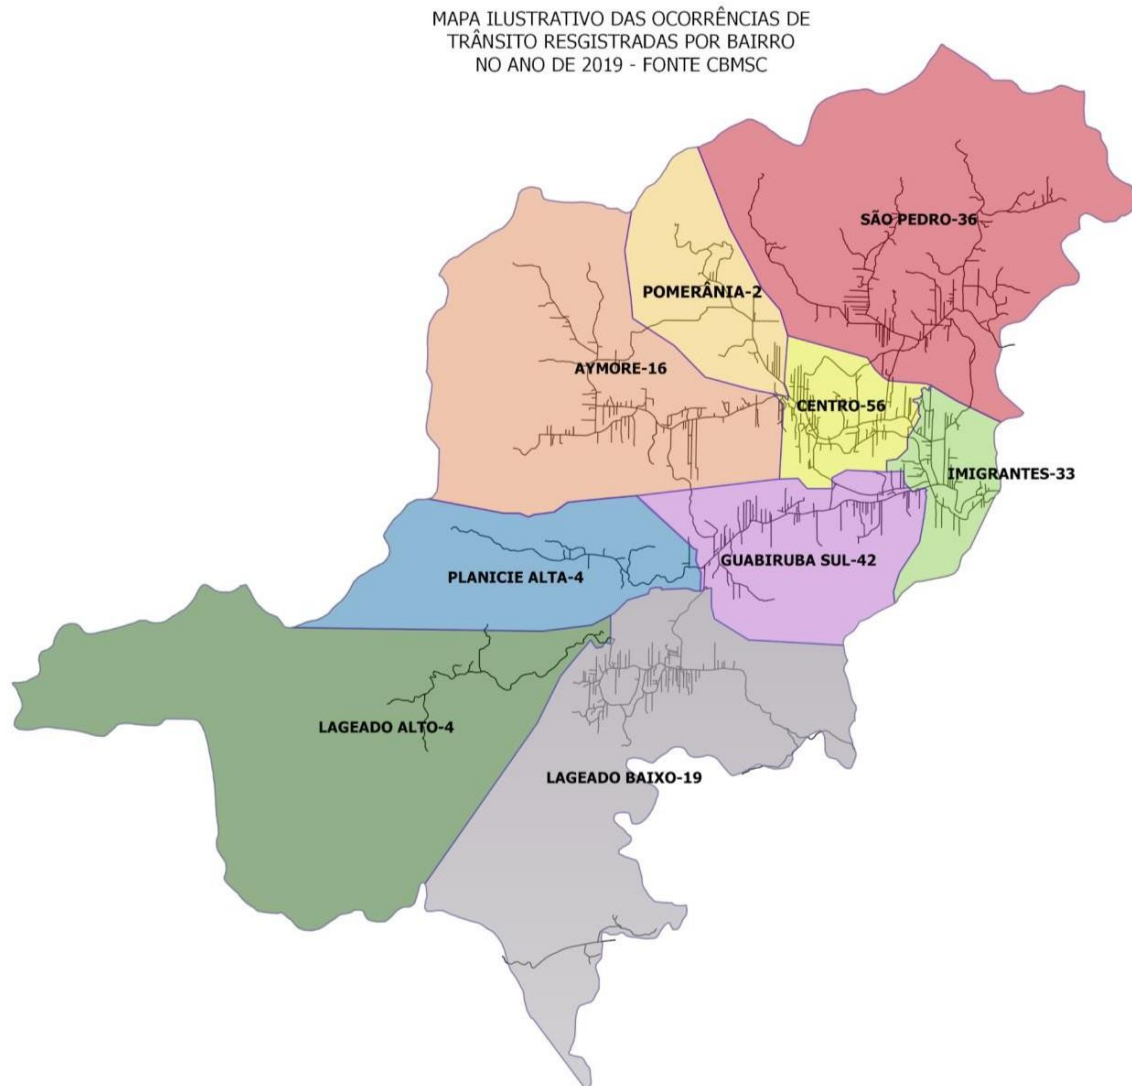 MAPA ILUSTRATIVO DAS OCORRÊNCIAS DE
TRÂNSITO RESGISTRADAS POR BAIRRO
NO ANO DE 2019 - FONTE CBMSC
SÃO PEDRO-36
POMERÂNIA-2
AYMORE-16
CENTRO-56
IMIGRANTES-33
GUABIRUBA SUL-42
PLANICIE ALTA-4
LAGEADO ALTO-4
LAGEADO BAIXO-19